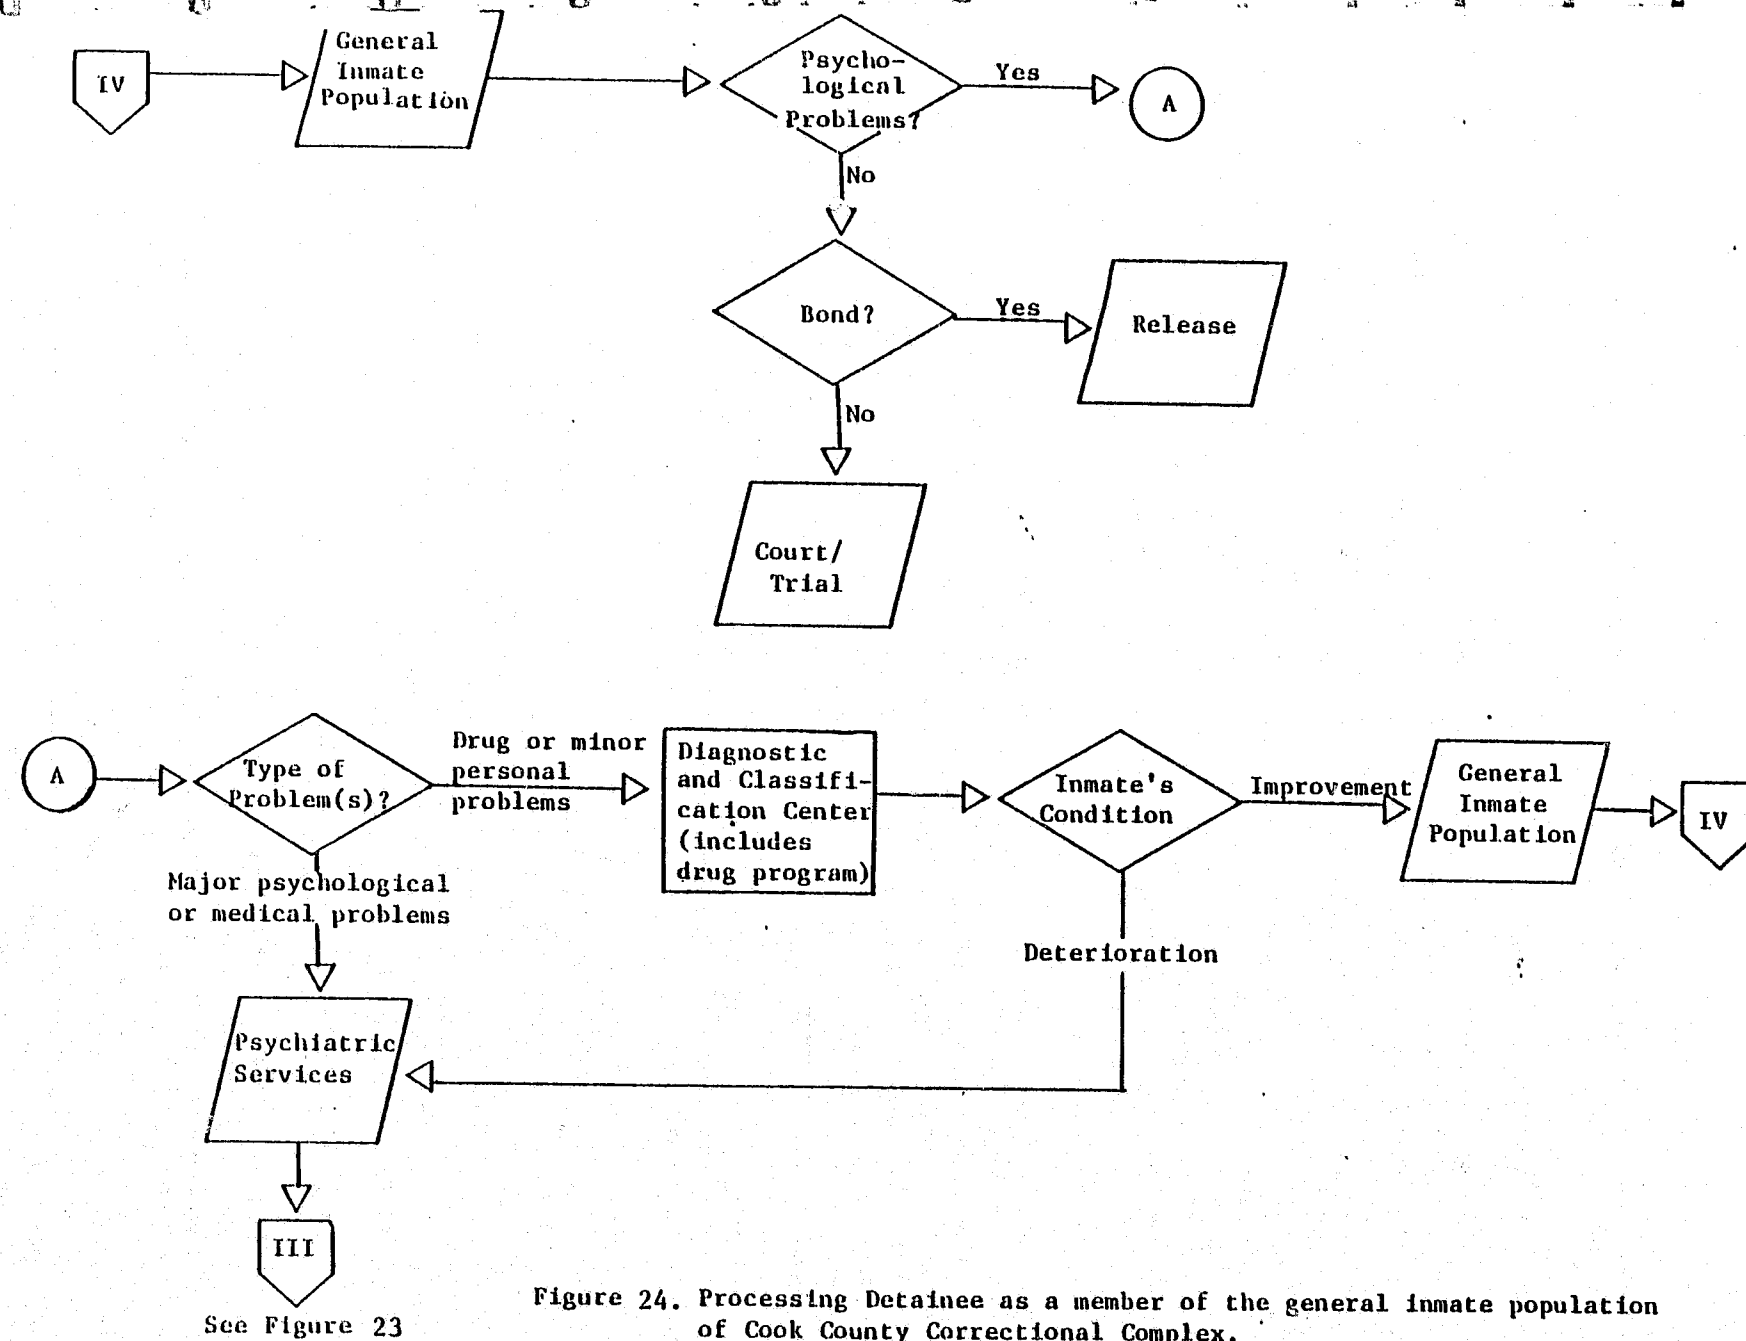 IV
General
Inmate
Population
Psycho-
logical
Problems?
Yes
A
No
Bond?
Yes
Release
No
Court/
Trial
A
Type of
Problem(s)?
Drug or minor
personal
problems
Diagnostic
and Classifi-
cation Center
(includes
drug program)
Inmate's
Condition
Improvement
General
Inmate
Population
IV
Major psychological
or medical problems
Deterioration
Psychiatric
Services
III
See Figure 23
Figure 24. Processing Detainee as a member of the general inmate population
of Cook County Correctional Complex.